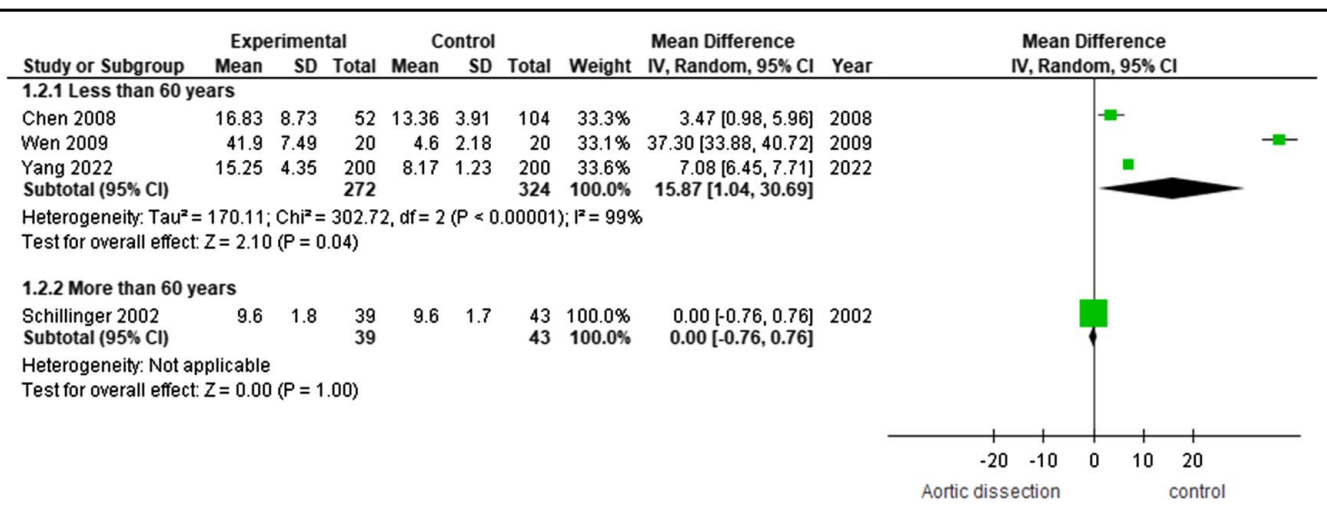 Experimental Control Mean Difference Mean Difference
Study or Subgroup Mean SD Total Mean SD Total Weight IV, Random, 95% CI Year IV, Random, 95% CI
1.2.1 Less than 60 years
Chen 2008 16.83 8.73 52 13.36 3.91 104 33.3% 3.47 [0.98, 5.96] 2008
Wen 2009 41.9 7.49 20 4.6 2.18 20 33.1% 37.30 [33.88, 40.72] 2009
Yang 2022 15.25 4.35 200 8.17 1.23 200 33.6% 7.08 [6.45, 7.71] 2022
Subtotal (95% CI) 272 324 100.0% 15.87 [1.04, 30.69]
Heterogeneity: Tau² = 170.11; Chi² = 302.72, df = 2 (P < 0.00001); I² = 99%
Test for overall effect: Z = 2.10 (P = 0.04)
1.2.2 More than 60 years
Schillinger 2002 9.6 1.8 39 9.6 1.7 43 100.0% 0.00 [-0.76, 0.76] 2002
Subtotal (95% CI) 39 43 100.0% 0.00 [-0.76, 0.76]
Heterogeneity: Not applicable
Test for overall effect: Z = 0.00 (P = 1.00)
-20 -10 0 10 20
Aortic dissection control